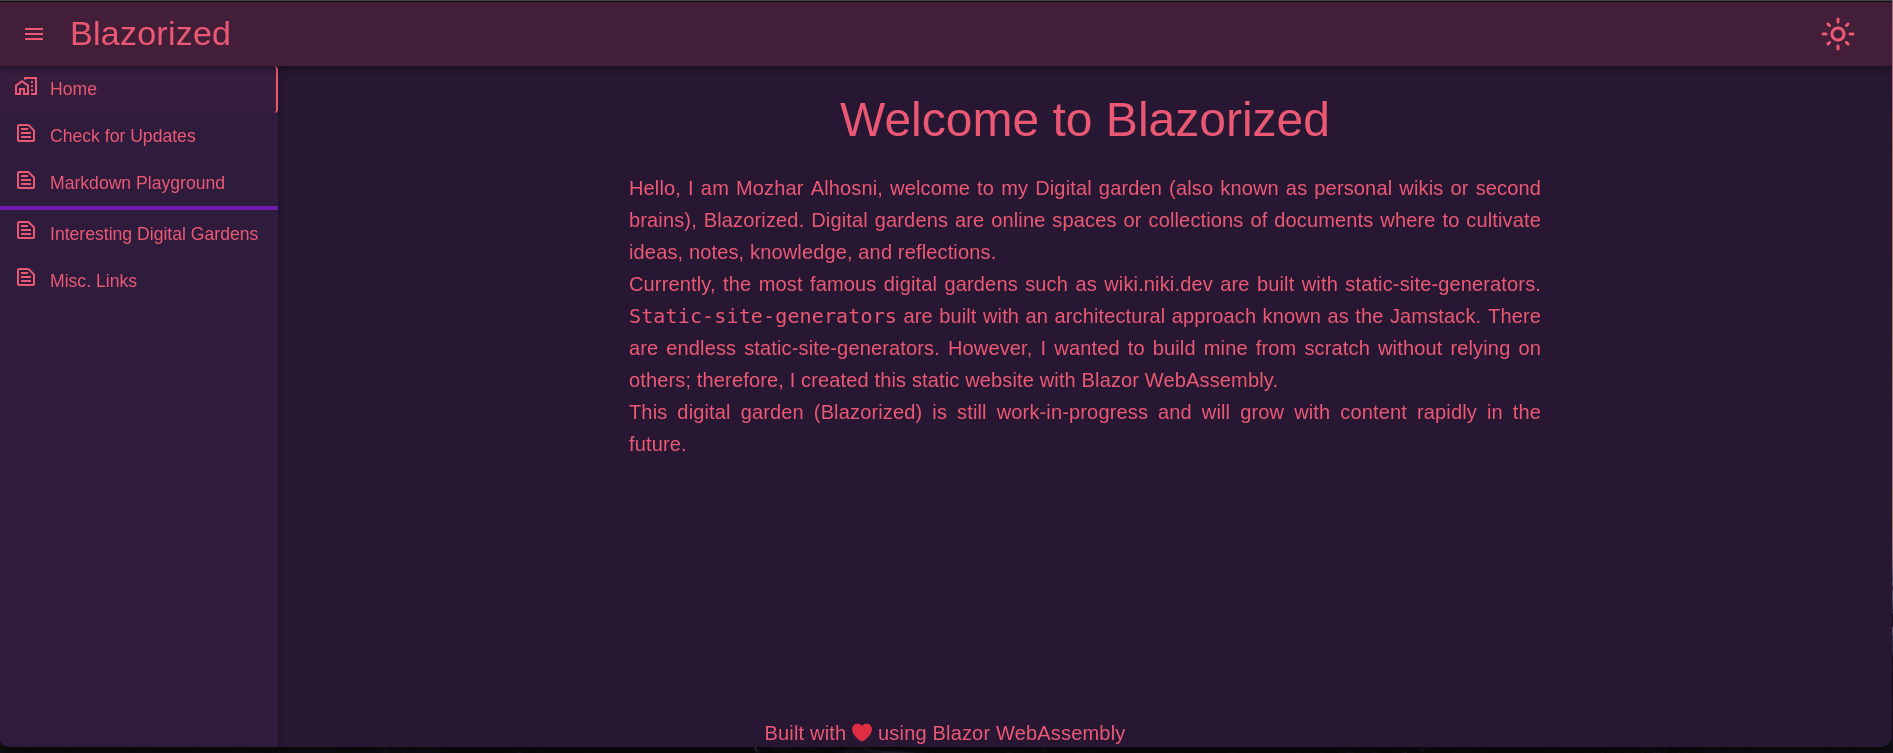 Blazorized
Home
Check for Updates
Markdown Playground
Interesting Digital Gardens
Misc. Links
Welcome to Blazorized
Hello, I am Mozhar Alhosni, welcome to my Digital garden (also known as personal wikis or second
brains), Blazorized. Digital gardens are online spaces or collections of documents where to cultivate
ideas, notes, knowledge, and reflections.
Currently, the most famous digital gardens such as wiki.niki.dev are built with static-site-generators.
Static-site-generators are built with an architectural approach known as the Jamstack. There
are endless static-site-generators. However, I wanted to build mine from scratch without relying on
others; therefore, I created this static website with Blazor WebAssembly.
This digital garden (Blazorized) is still work-in-progress and will grow with content rapidly in the
future.
Built with ❤ using Blazor WebAssembly